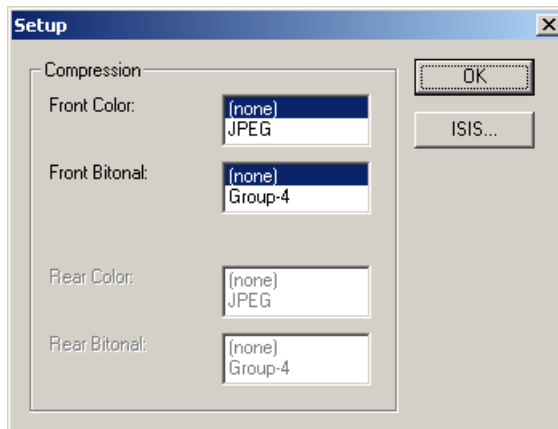 Setup
Compression
Front Color:
(none)
JPEG
Front Bitonal:
(none)
Group-4
Rear Color:
(none)
JPEG
Rear Bitonal:
(none)
Group-4
OK
ISIS...